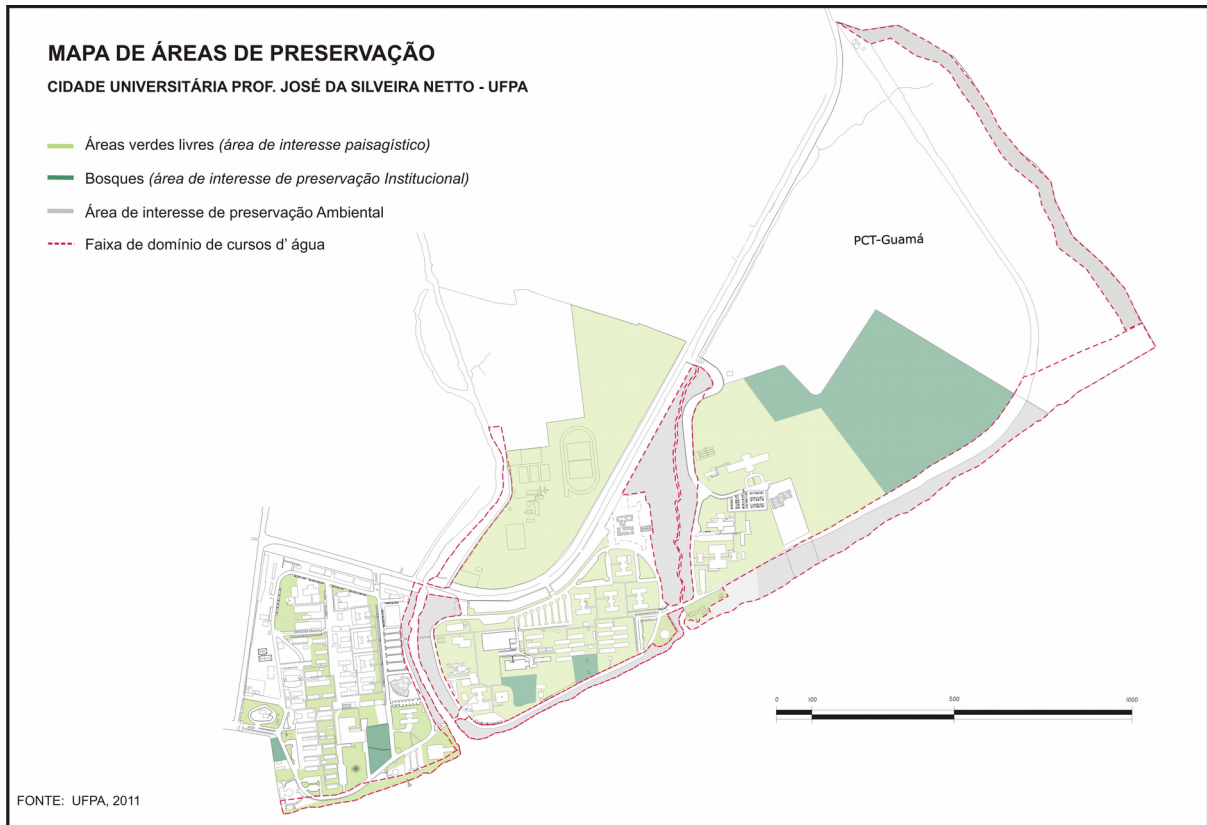 MAPA DE ÁREAS DE PRESERVAÇÃO
CIDADE UNIVERSITÁRIA PROF. JOSÉ DA SILVEIRA NETTO - UFPA
Áreas verdes livres (área de interesse paisagístico)
Bosques (área de interesse de preservação Institucional)
Área de interesse de preservação Ambiental
Faixa de domínio de cursos d' água
PCT-Guamá
0 100 500 1000
FONTE: UFPA, 2011